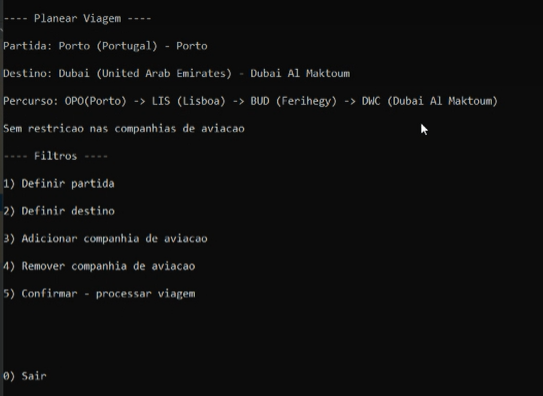 ---- Planear Viagem ----
Partida: Porto (Portugal) - Porto
Destino: Dubai (United Arab Emirates) - Dubai Al Maktoum
Percurso: OPO(Porto) -> LIS (Lisboa) -> BUD (Ferihegy) -> DWC (Dubai Al Maktoum)
Sem restricao nas companhias de aviacao
---- Filtros ----
1) Definir partida
2) Definir destino
3) Adicionar companhia de aviacao
4) Remover companhia de aviacao
5) Confirmar - processar viagem
0) Sair